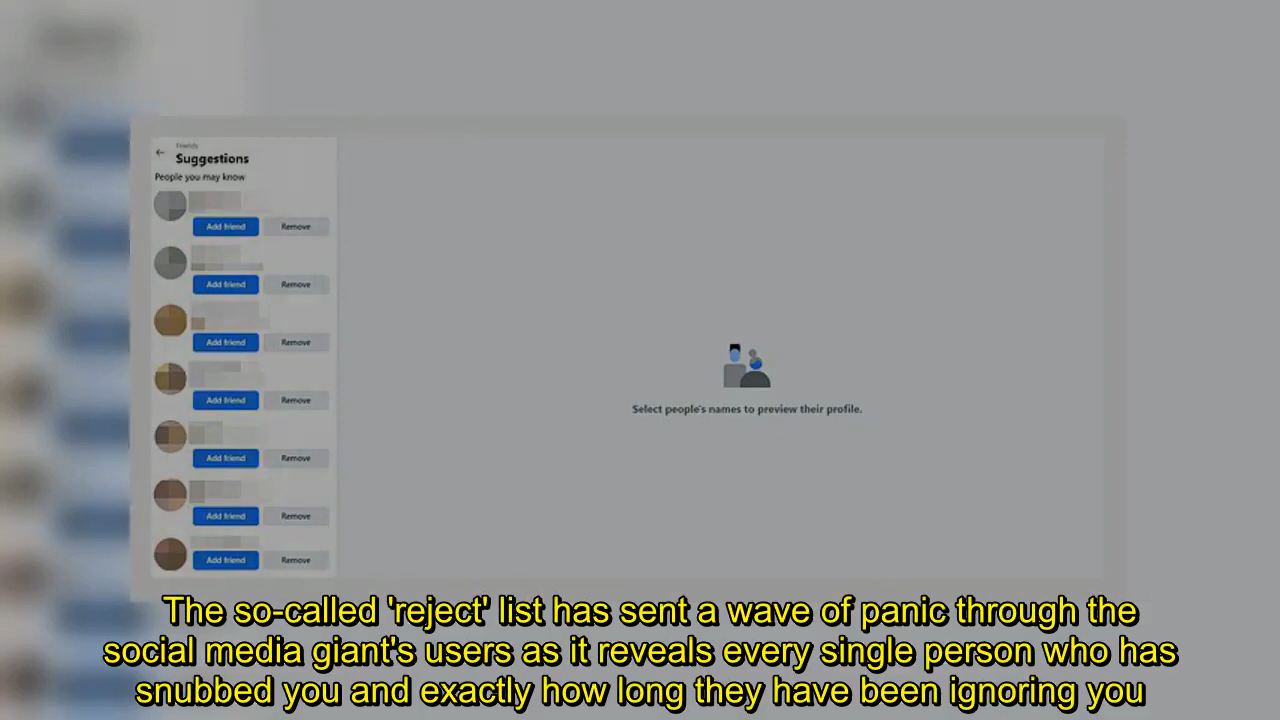 Friends
Suggestions
People you may know
Add friend Remove
Add friend Remove
Add friend Remove
Add friend Remove
Add friend Remove
Add friend Remove
Add friend Remove
Select people's names to preview their profile.
The so-called 'reject' list has sent a wave of panic through the
social media giant's users as it reveals every single person who has
snubbed you and exactly how long they have been ignoring you